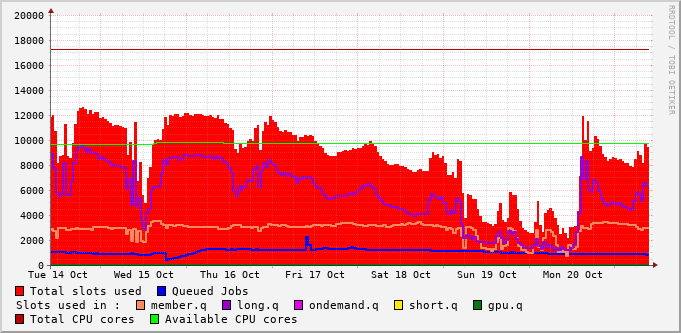 20000
18000
16000
14000
12000
10000
8000
6000
4000
2000
0
Tue 14 Oct Wed 15 Oct Thu 16 Oct Fri 17 Oct Sat 18 Oct Sun 19 Oct Mon 20 Oct
Total slots used Queued Jobs
Slots used in : member.q long.q ondemand.q short.q gpu.q
Total CPU cores Available CPU cores
RRDTOOL / TOBI OETIKER